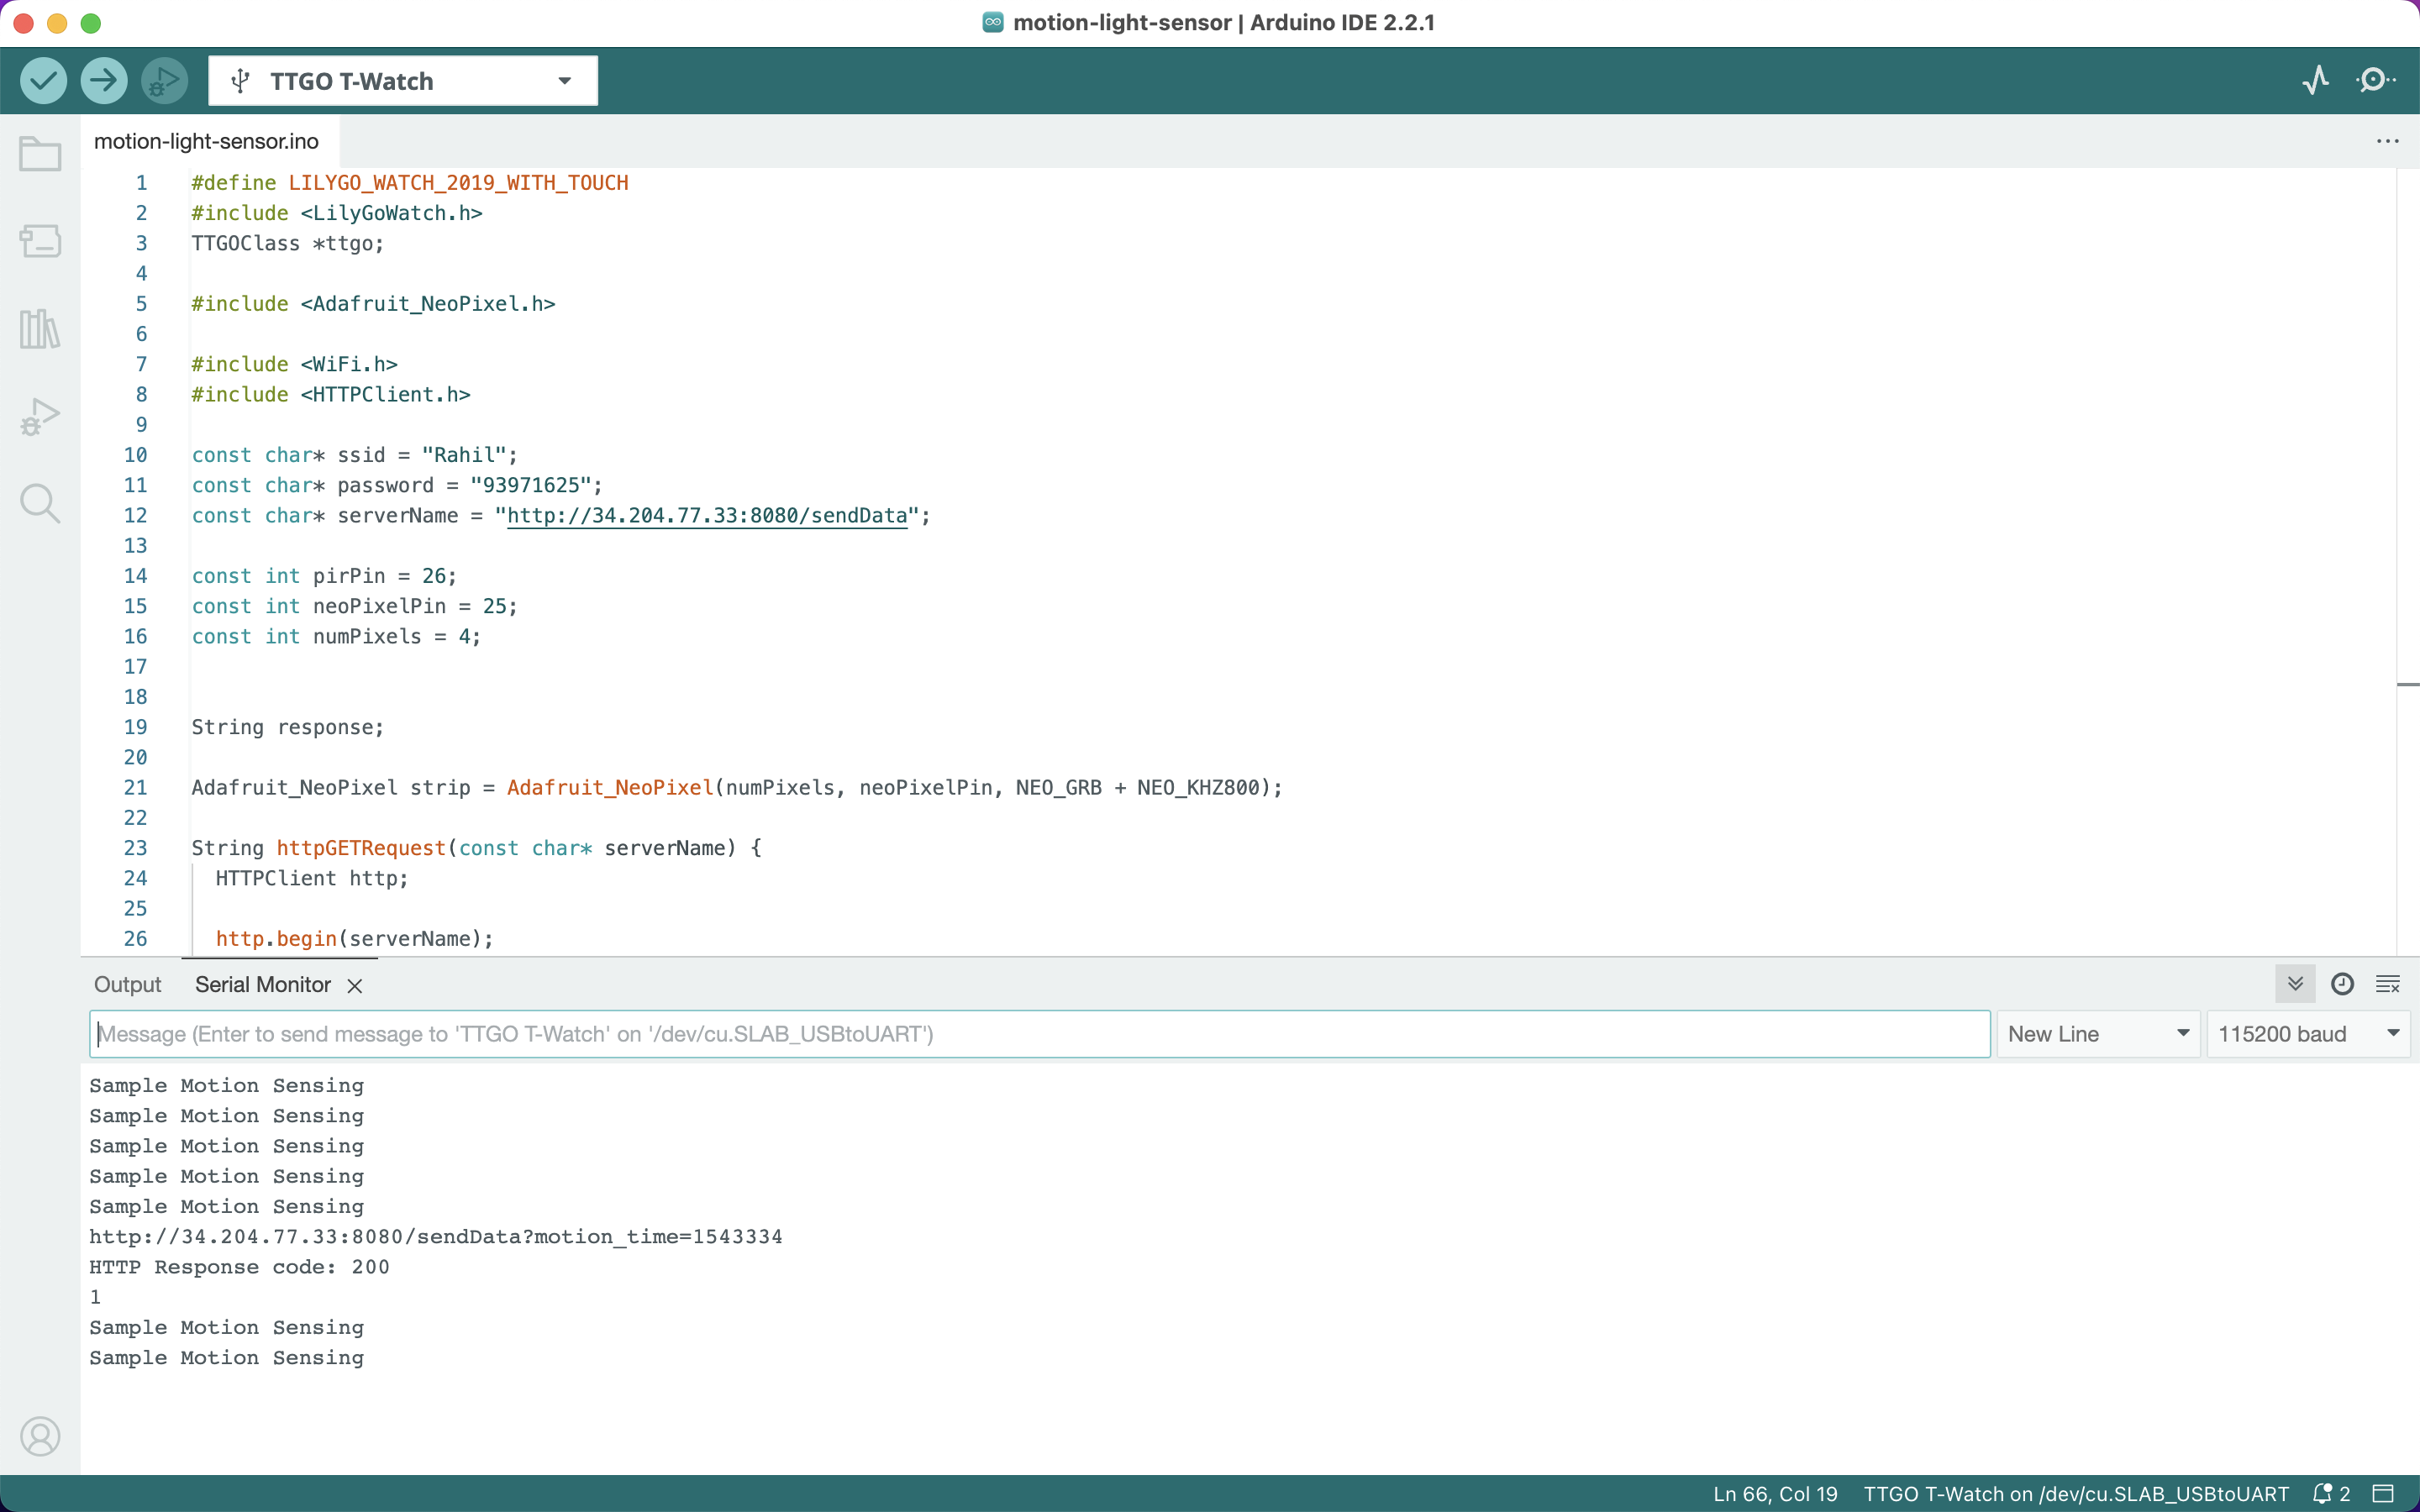 motion-light-sensor | Arduino IDE 2.2.1
TTGO T-Watch
motion-light-sensor.ino
1 #define LILYGO_WATCH_2019_WITH_TOUCH
2 #include <LilyGoWatch.h>
3 TTGOClass *ttgo;
4
5 #include <Adafruit_NeoPixel.h>
6
7 #include <WiFi.h>
8 #include <HTTPClient.h>
9
10 const char* ssid = "Rahil";
11 const char* password = "93971625";
12 const char* serverName = "http://34.204.77.33:8080/sendData";
13
14 const int pirPin = 26;
15 const int neoPixelPin = 25;
16 const int numPixels = 4;
17
18
19 String response;
20
21 Adafruit_NeoPixel strip = Adafruit_NeoPixel(numPixels, neoPixelPin, NEO_GRB + NEO_KHZ800);
22
23 String httpGETRequest(const char* serverName) {
24 HTTPClient http;
25
26 http.begin(serverName);
Output Serial Monitor
Message (Enter to send message to 'TTGO T-Watch' on '/dev/cu.SLAB_USBtoUART') New Line 115200 baud
Sample Motion Sensing
Sample Motion Sensing
Sample Motion Sensing
Sample Motion Sensing
Sample Motion Sensing
http://34.204.77.33:8080/sendData?motion_time=1543334
HTTP Response code: 200
1
Sample Motion Sensing
Sample Motion Sensing
Ln 66, Col 19 TTGO T-Watch on /dev/cu.SLAB_USBtoUART 2